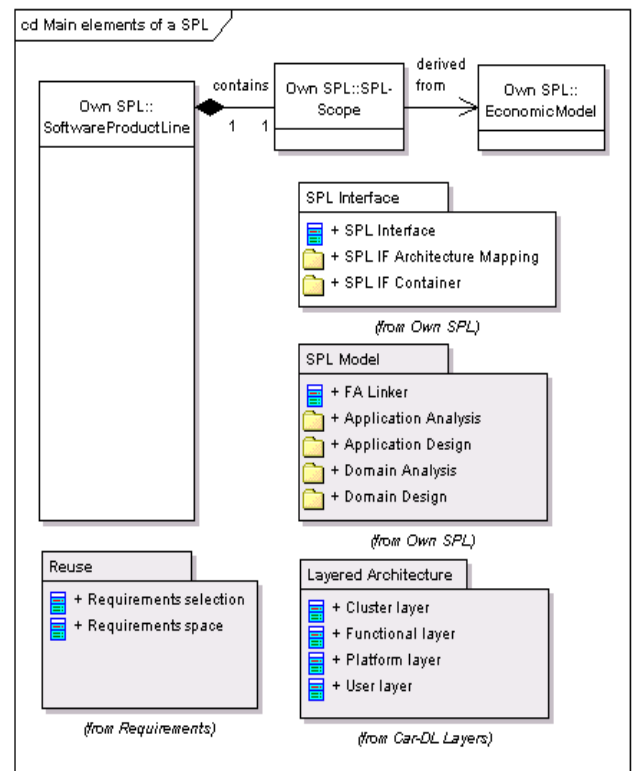 cd Main elements of a SPL
Own SPL::
SoftwareProductLine
contains
1 1
Own SPL::SPL-
Scope
derived
from
Own SPL::
EconomicModel
SPL Interface
+ SPL Interface
+ SPL IF Architecture Mapping
+ SPL IF Container
(from Own SPL)
SPL Model
+ FA Linker
+ Application Analysis
+ Application Design
+ Domain Analysis
+ Domain Design
(from Own SPL)
Reuse
+ Requirements selection
+ Requirements space
(from Requirements)
Layered Architecture
+ Cluster layer
+ Functional layer
+ Platform layer
+ User layer
(from Car-DL Layers)